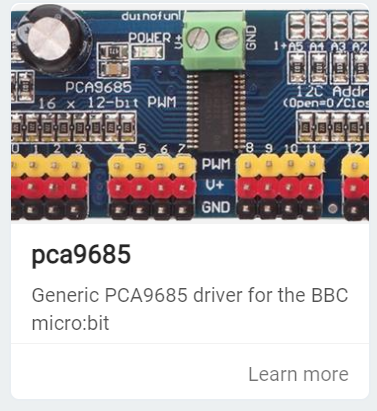 duinofun
POWER
V+
GND
1+A5 A4 A3 A2
PCA9685
16 x 12-bit PWM
I2C Addr
(Open=0/Clos
0 1 2 3 4 5 6 7 8 9 10 11 12
PWM
V+
GND
pca9685
Generic PCA9685 driver for the BBC
micro:bit
Learn more